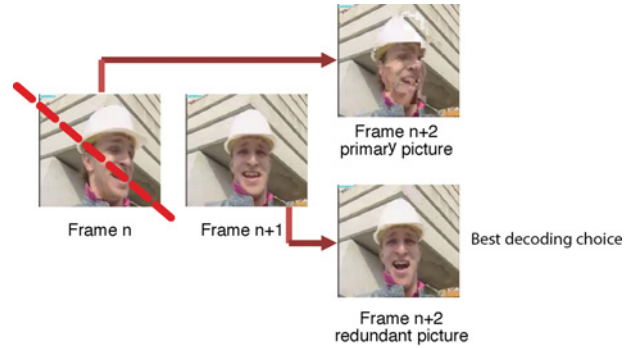 Frame n+2
primary picture
Frame n
Frame n+1
Best decoding choice
Frame n+2
redundant picture